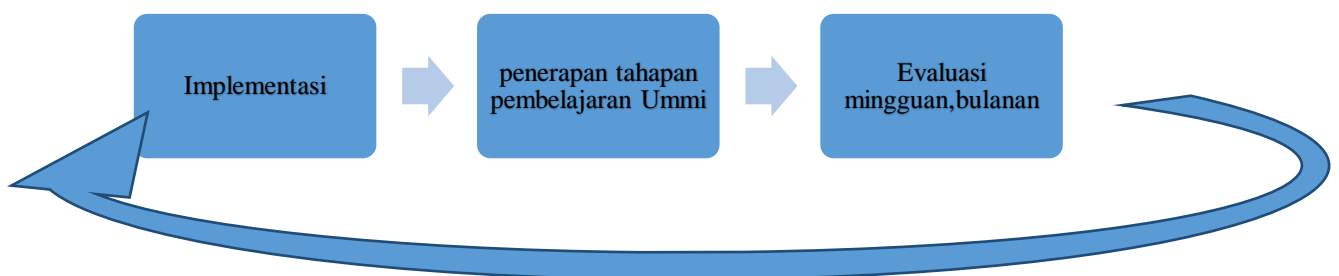 Implementasi
penerapan tahapan
pembelajaran Ummi
Evaluasi
mingguan,bulanan